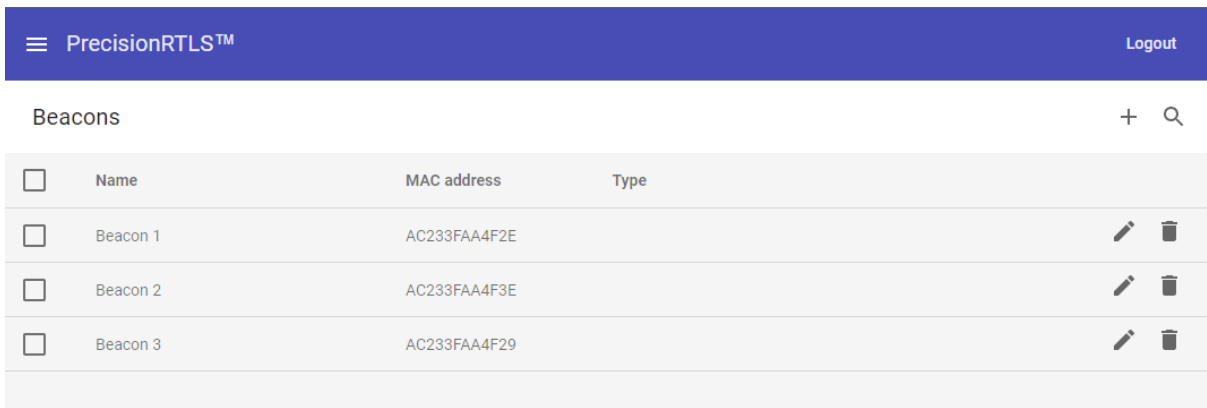 PrecisionRTLS™ Logout
Beacons
Name MAC address Type
Beacon 1 AC233FAA4F2E
Beacon 2 AC233FAA4F3E
Beacon 3 AC233FAA4F29